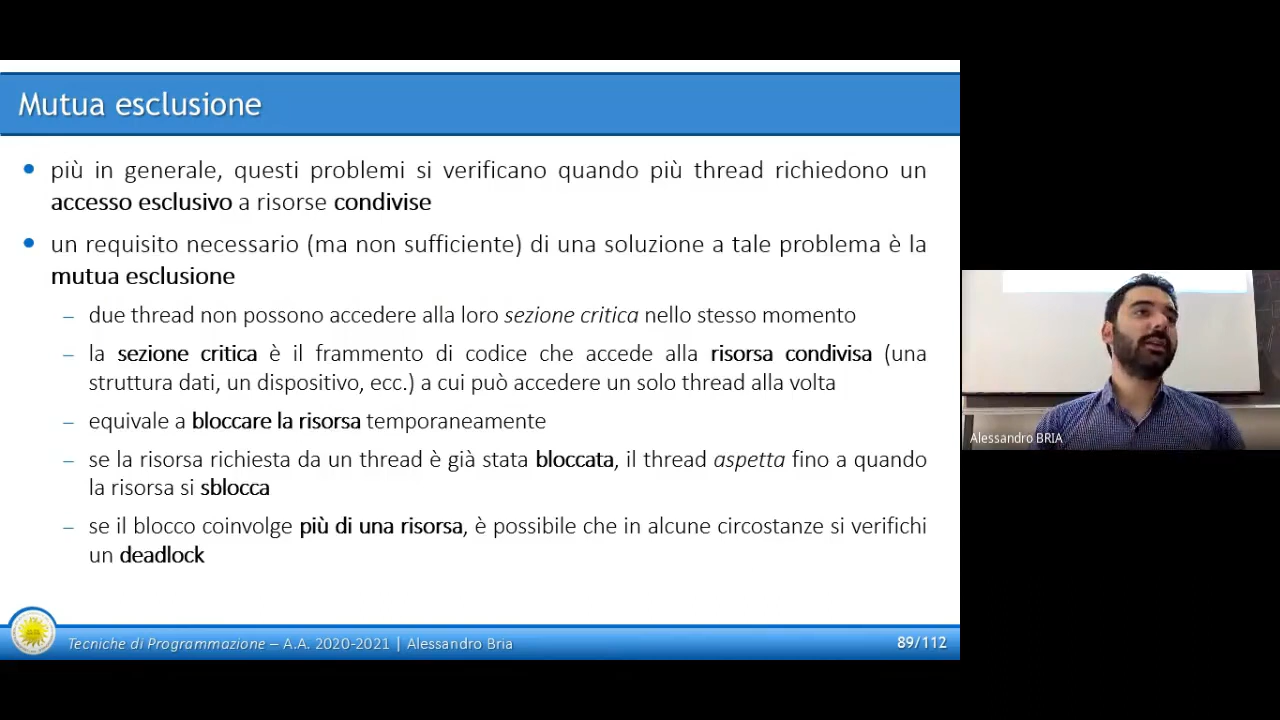 Mutua esclusione
più in generale, questi problemi si verificano quando più thread richiedono un
accesso esclusivo a risorse condivise
un requisito necessario (ma non sufficiente) di una soluzione a tale problema è la
mutua esclusione
– due thread non possono accedere alla loro sezione critica nello stesso momento
– la sezione critica è il frammento di codice che accede alla risorsa condivisa (una
struttura dati, un dispositivo, ecc.) a cui può accedere un solo thread alla volta
– equivale a bloccare la risorsa temporaneamente
– se la risorsa richiesta da un thread è già stata bloccata, il thread aspetta fino a quando
la risorsa si sblocca
– se il blocco coinvolge più di una risorsa, è possibile che in alcune circostanze si verifichi
un deadlock
Tecniche di Programmazione – A.A. 2020-2021 | Alessandro Bria
89/112
Alessandro BRIA